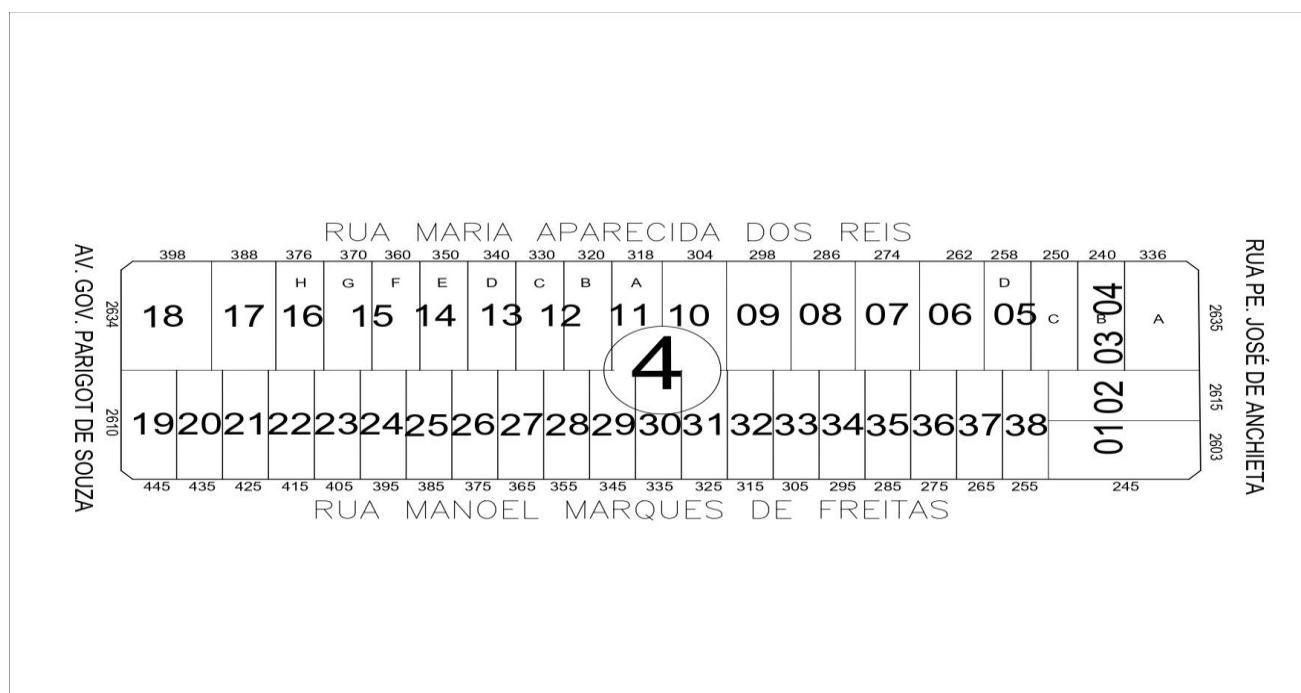 RUA MARIA APARECIDA DOS REIS
398 388 376 370 360 350 340 330 320 318 304 298 286 274 262 258 250 240 336
H G F E D C B A D
18 17 16 15 14 13 12 11 10 09 08 07 06 05 C B A
04
03
02
01
4
19 20 21 22 23 24 25 26 27 28 29 30 31 32 33 34 35 36 37 38
445 435 425 415 405 395 385 375 365 355 345 335 325 315 305 295 285 275 265 255 245
RUA MANOEL MARQUES DE FREITAS
AV. GOV. PARIGOT DE SOUZA
2634
2610
RUA PE. JOSÉ DE ANCHIETA
2635
2615
2603